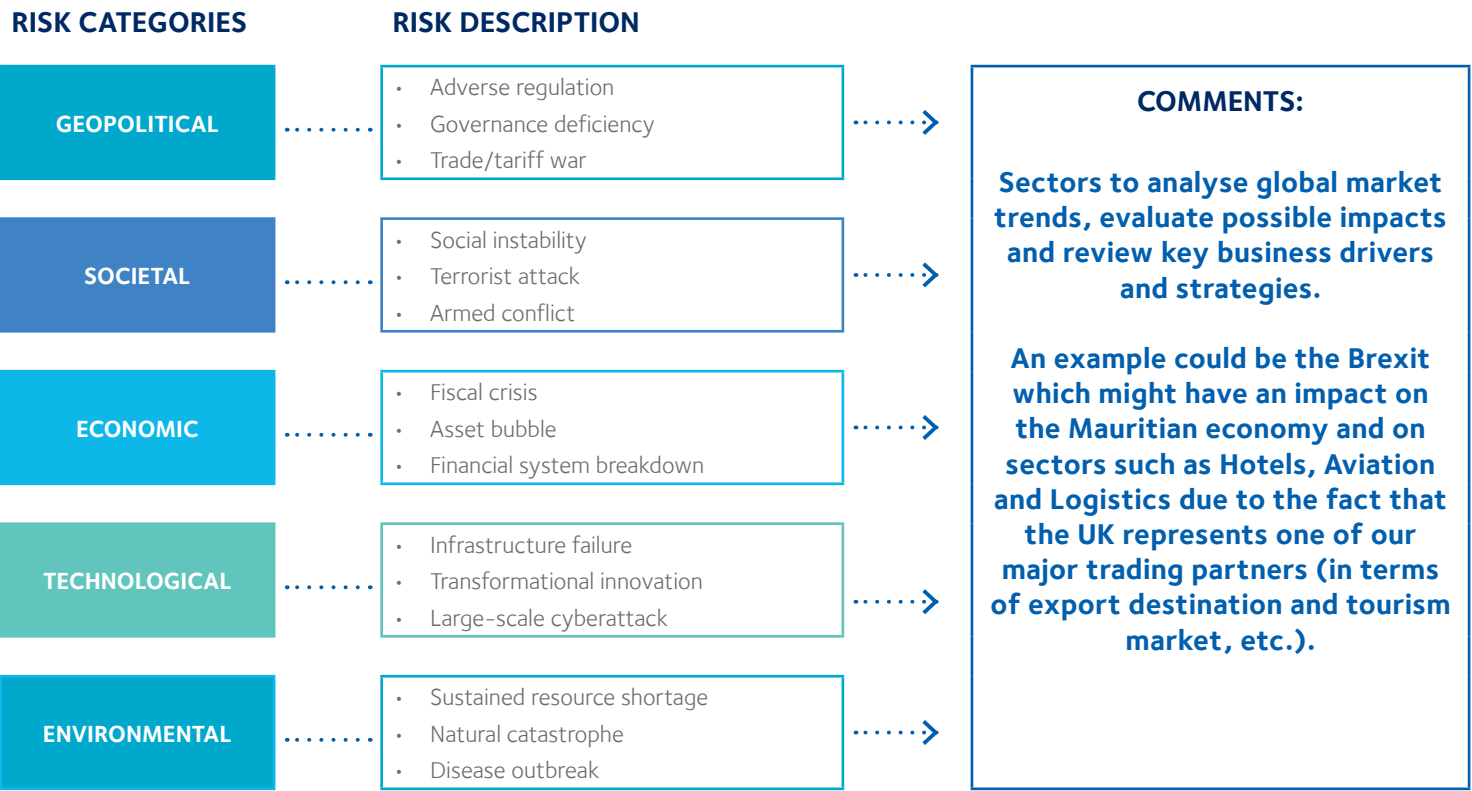 RISK CATEGORIES
RISK DESCRIPTION
GEOPOLITICAL
• Adverse regulation
• Governance deficiency
• Trade/tariff war
SOCIETAL
• Social instability
• Terrorist attack
• Armed conflict
ECONOMIC
• Fiscal crisis
• Asset bubble
• Financial system breakdown
TECHNOLOGICAL
• Infrastructure failure
• Transformational innovation
• Large-scale cyberattack
ENVIRONMENTAL
• Sustained resource shortage
• Natural catastrophe
• Disease outbreak
COMMENTS:
Sectors to analyse global market
trends, evaluate possible impacts
and review key business drivers
and strategies.
An example could be the Brexit
which might have an impact on
the Mauritian economy and on
sectors such as Hotels, Aviation
and Logistics due to the fact that
the UK represents one of our
major trading partners (in terms
of export destination and tourism
market, etc.).